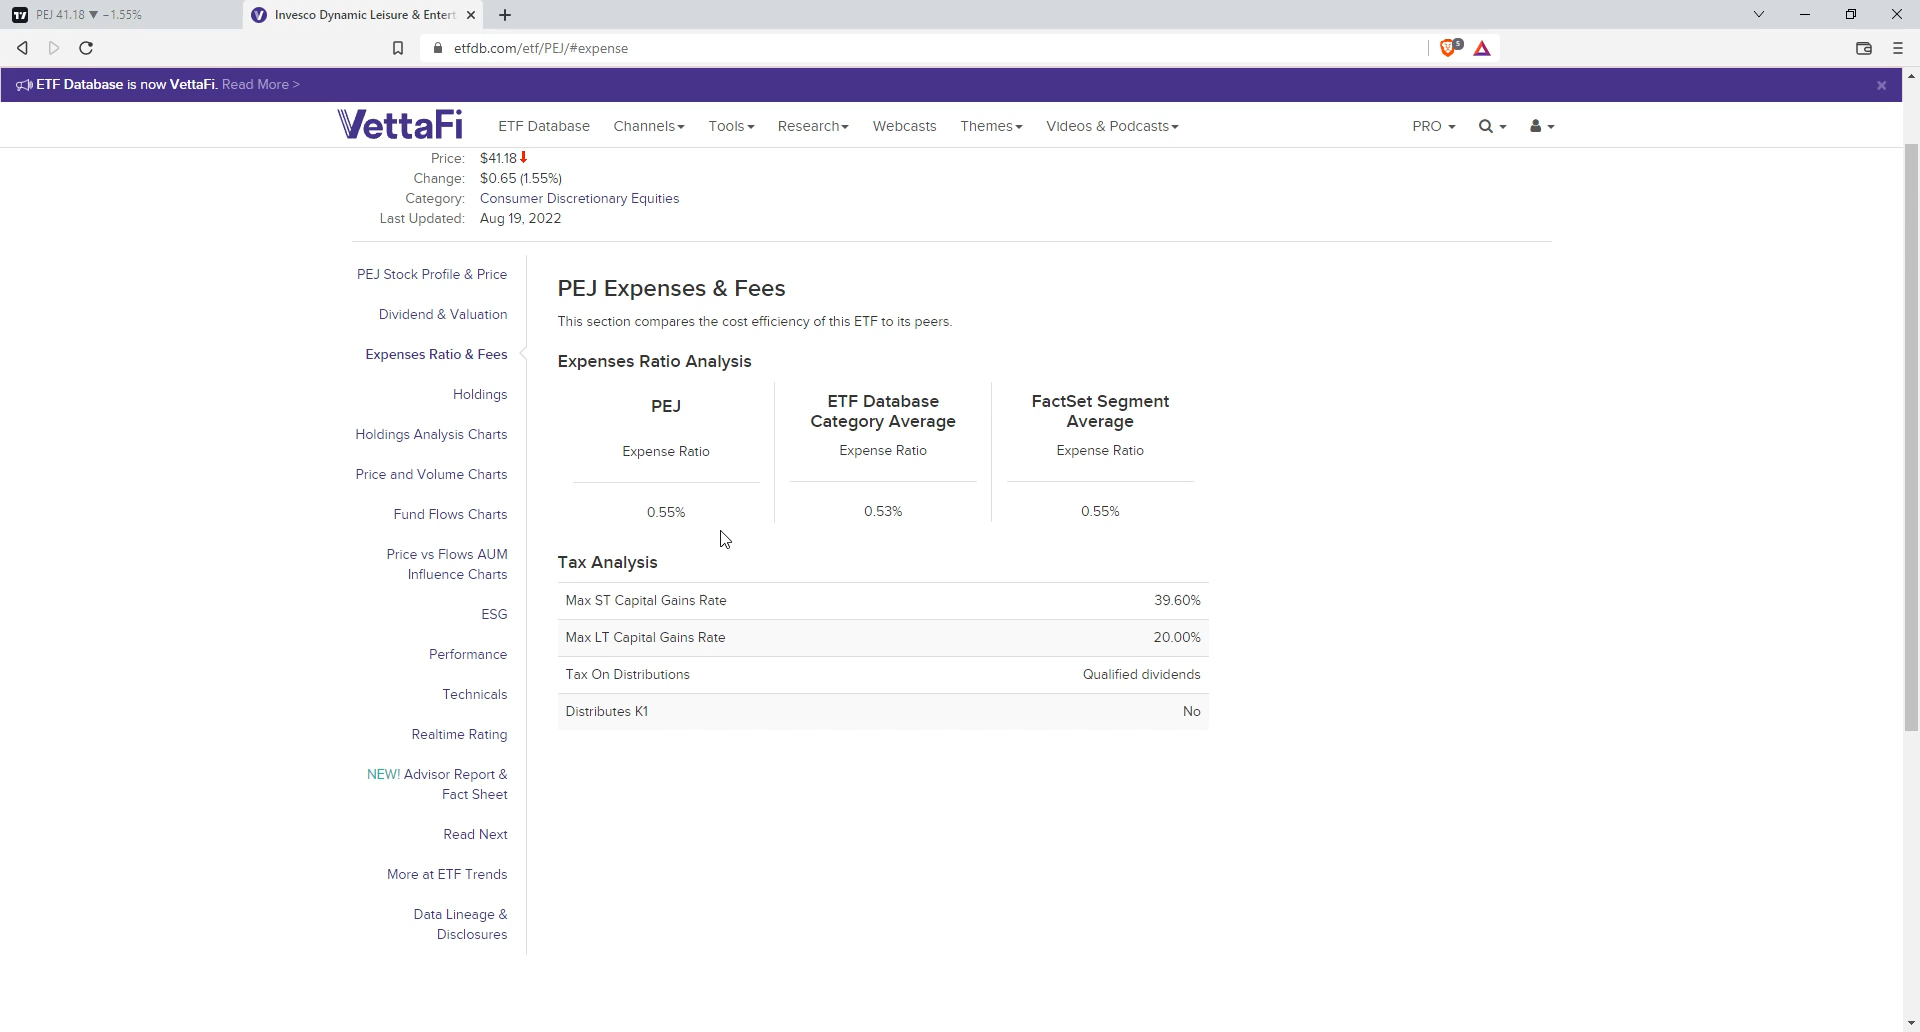 PEJ 41.18 ▼ −1.55%
Invesco Dynamic Leisure & Entert
etfdb.com/etf/PEJ/#expense
5
ETF Database is now VettaFi. Read More >
VettaFi
ETF Database Channels Tools Research Webcasts Themes Videos & Podcasts PRO
Price: $41.18
Change: $0.65 (1.55%)
Category: Consumer Discretionary Equities
Last Updated: Aug 19, 2022
PEJ Stock Profile & Price
Dividend & Valuation
Expenses Ratio & Fees
Holdings
Holdings Analysis Charts
Price and Volume Charts
Fund Flows Charts
Price vs Flows AUM
Influence Charts
ESG
Performance
Technicals
Realtime Rating
NEW! Advisor Report &
Fact Sheet
Read Next
More at ETF Trends
Data Lineage &
Disclosures
PEJ Expenses & Fees
This section compares the cost efficiency of this ETF to its peers.
Expenses Ratio Analysis
PEJ
Expense Ratio
0.55%
ETF Database
Category Average
Expense Ratio
0.53%
FactSet Segment
Average
Expense Ratio
0.55%
Tax Analysis
Max ST Capital Gains Rate 39.60%
Max LT Capital Gains Rate 20.00%
Tax On Distributions Qualified dividends
Distributes K1 No